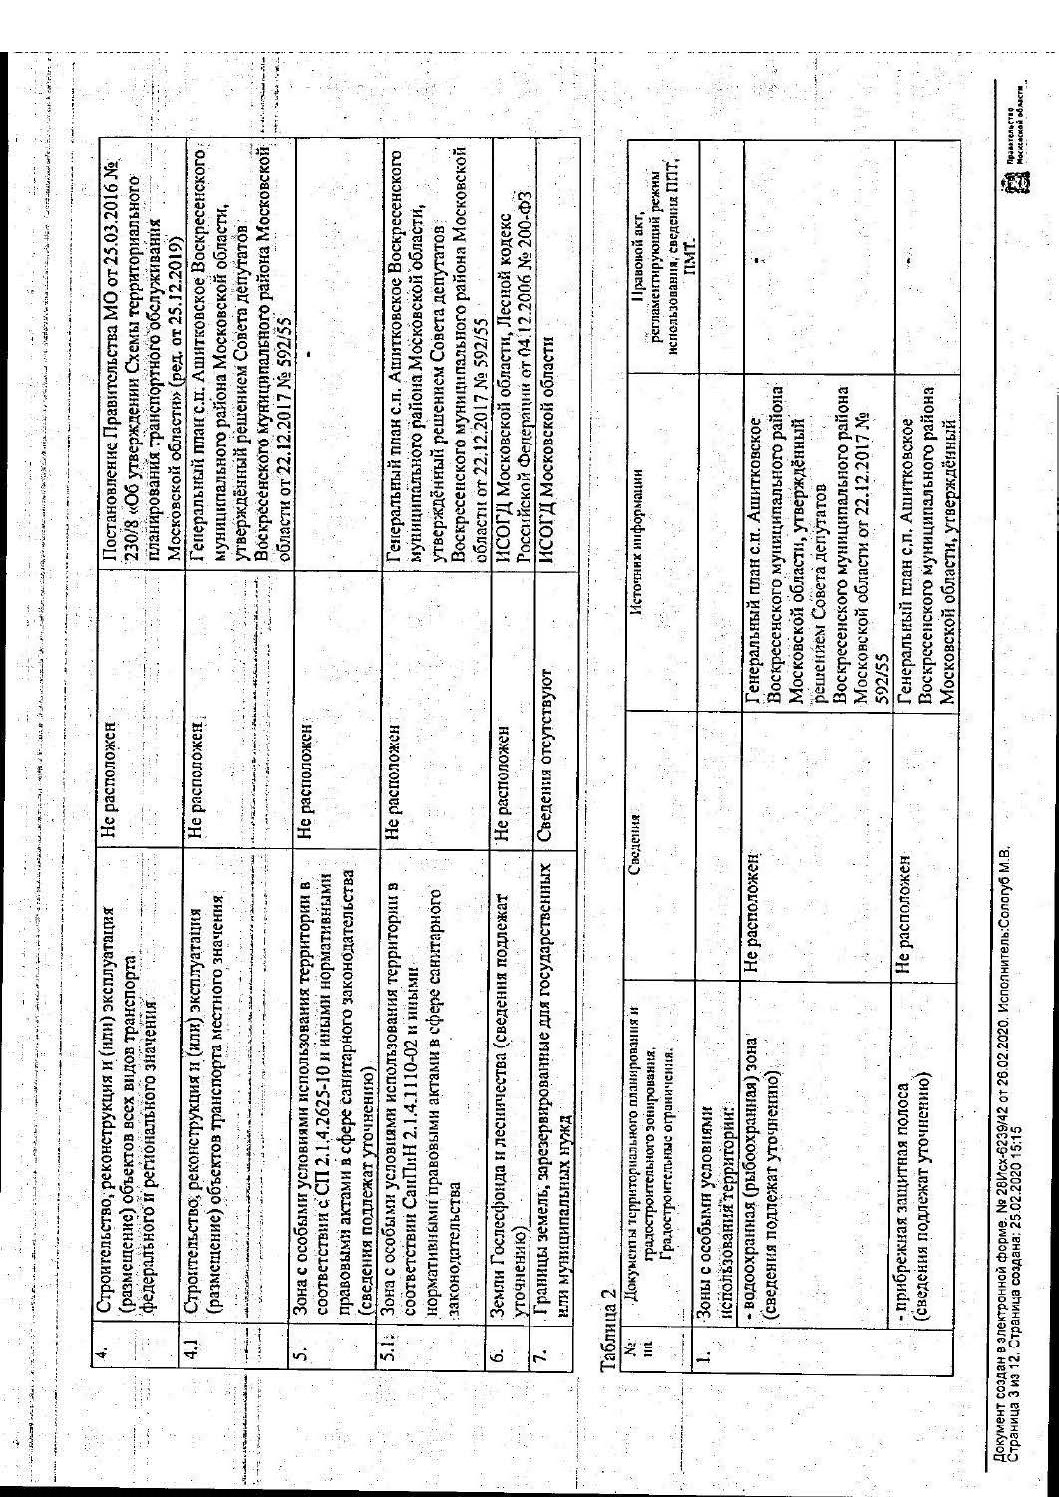 4.
Строительство, реконструкция и (или) эксплуатация
(размещение) объектов всех видов транспорта
федерального и регионального значения
Не расположен
Постановление Правительства МО от 25.03.2016 №
230/8 «Об утверждении Схемы территориального
планирования транспортного обслуживания
Московской области» (ред. от 25.12.2019)
4.1
Строительство, реконструкция и (или) эксплуатация
(размещение) объектов транспорта местного значения
Не расположен
Генеральный план с.п. Ашитковское Воскресенского
муниципального района Московской области,
утверждённый решением Совета депутатов
Воскресенского муниципального района Московской
области от 22.12.2017 № 592/55
5.
Зона с особыми условиями использования территории в
соответствии с СП 2.1.4.2625-10 и иными нормативными
правовыми актами в сфере санитарного законодательства
(сведения подлежат уточнению)
Не расположен
-
5.1.
Зона с особыми условиями использования территории в
соответствии СанПиН 2.1.4.1110-02 и иными
нормативными правовыми актами в сфере санитарного
законодательства
Не расположен
Генеральный план с.п. Ашитковское Воскресенского
муниципального района Московской области,
утверждённый решением Совета депутатов
Воскресенского муниципального района Московской
области от 22.12.2017 № 592/55
6.
Земли Гослесфонда и лесничества (сведения подлежат
уточнению)
Не расположен
ИСОГД Московской области, Лесной кодекс
Российской Федерации от 04.12.2006 № 200-ФЗ
7.
Границы земель, зарезервированные для государственных
или муниципальных нужд
Сведения отсутствуют
ИСОГД Московской области
Таблица 2
№
пп
Документы территориального планирования и
градостроительного зонирования.
Градостроительные ограничения.
Сведения
Источник информации
Правовой акт,
регламентирующий режимы
использования, сведения ППТ,
ПМТ.
1.
Зоны с особыми условиями
использования территории:
- водоохранная (рыбоохранная) зона
(сведения подлежат уточнению)
Не расположен
Генеральный план с.п. Ашитковское
Воскресенского муниципального района
Московской области, утверждённый
решением Совета депутатов
Воскресенского муниципального района
Московской области от 22.12.2017 №
592/55
-
- прибрежная защитная полоса
(сведения подлежат уточнению)
Не расположен
Генеральный план с.п. Ашитковское
Воскресенского муниципального района
Московской области, утверждённый
-
Документ создан в электронной форме. № 28Исх-6239/42 от 26.02.2020. Исполнитель:Сологуб М.В.
Страница 3 из 12. Страница создана: 25.02.2020 15:15
Правительство
Московской области